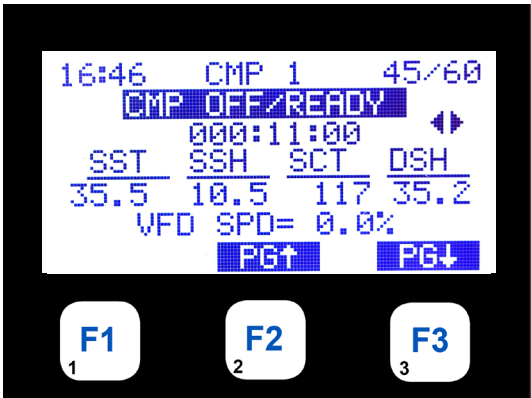 16:46 CMP 1 45/60
CMP OFF/READY
000:11:00
SST SSH SCT DSH
35.5 10.5 117 35.2
VFD SPD= 0.0%
PG↑ PG↓
F1 F2 F3
1 2 3